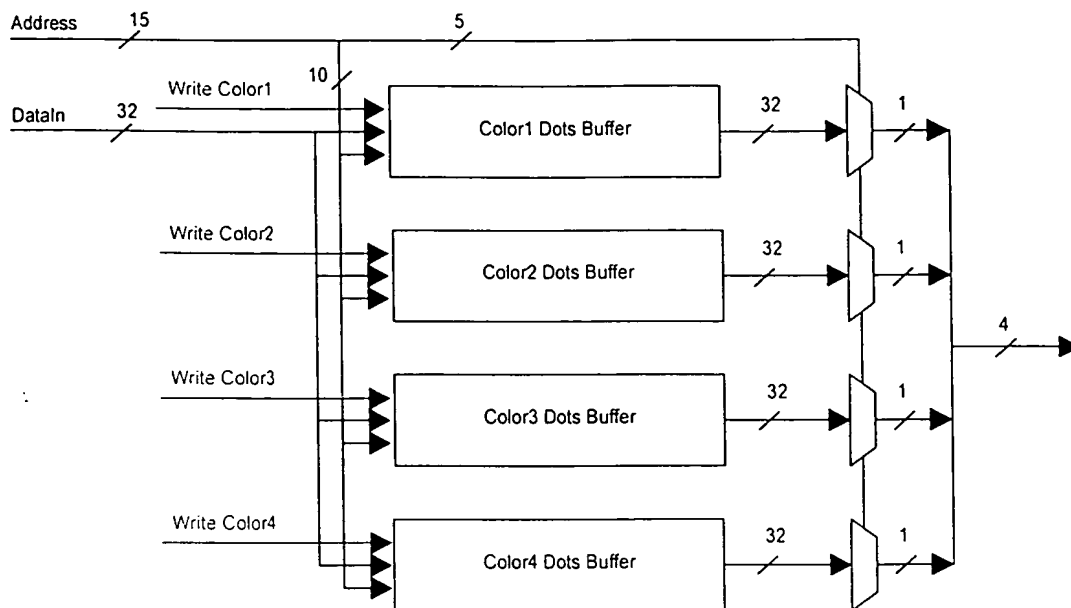 Address 15 5
10
Write Color1
DataIn 32
Color1 Dots Buffer 32 1
Write Color2
Color2 Dots Buffer 32 1
4
Write Color3
Color3 Dots Buffer 32 1
Write Color4
Color4 Dots Buffer 32 1